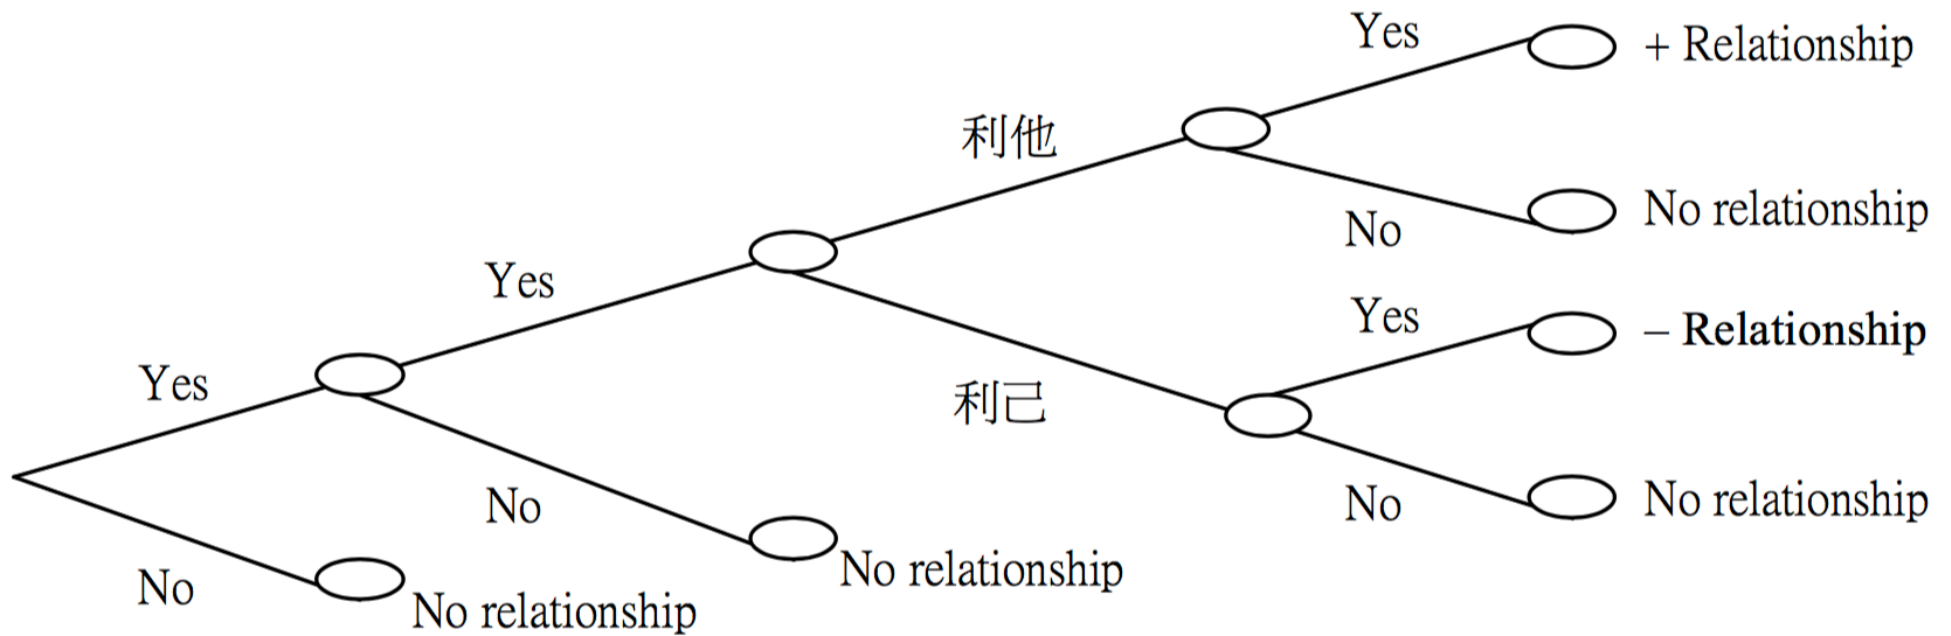 Yes
+ Relationship
利他
No
No relationship
Yes
Yes
– Relationship
Yes
利己
No
No
No relationship
No relationship
No
No relationship